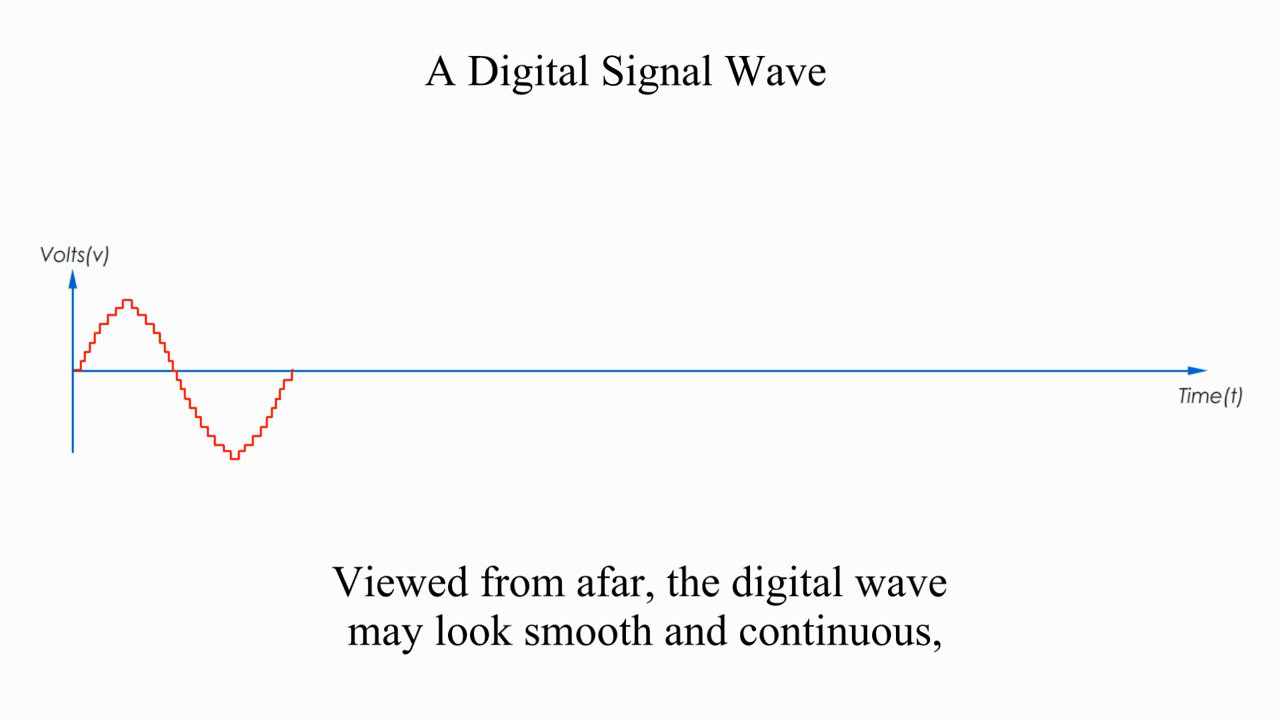 A Digital Signal Wave
Volts(v)
Time(t)
Viewed from afar, the digital wave
may look smooth and continuous,